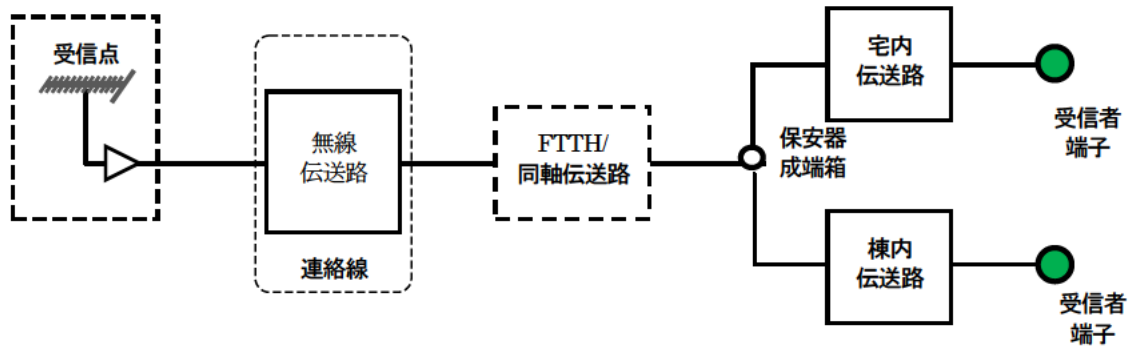 受信点
無線
伝送路
連絡線
FTTH/
同軸伝送路
保安器
成端箱
宅内
伝送路
受信者
端子
棟内
伝送路
受信者
端子